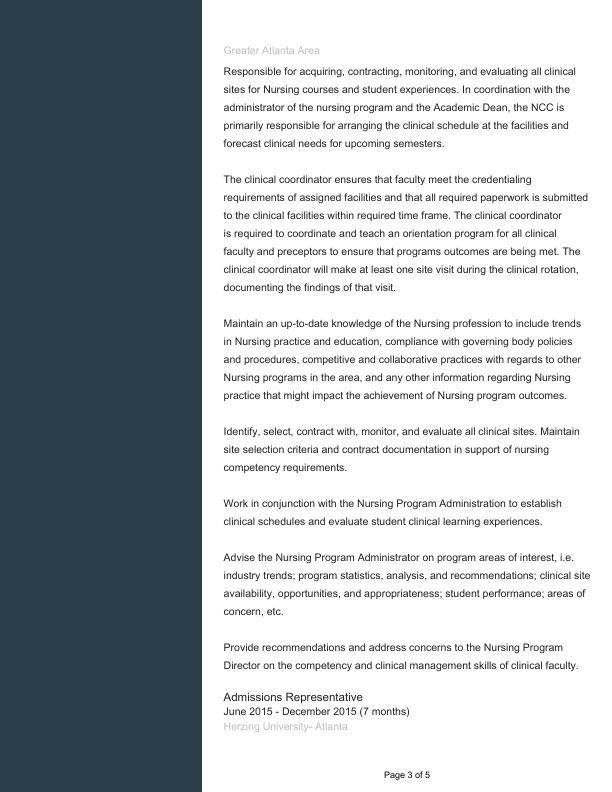 Greater Atlanta Area
Responsible for acquiring, contracting, monitoring, and evaluating all clinical
sites for Nursing courses and student experiences. In coordination with the
administrator of the nursing program and the Academic Dean, the NCC is
primarily responsible for arranging the clinical schedule at the facilities and
forecast clinical needs for upcoming semesters.
The clinical coordinator ensures that faculty meet the credentialing
requirements of assigned facilities and that all required paperwork is submitted
to the clinical facilities within required time frame. The clinical coordinator
is required to coordinate and teach an orientation program for all clinical
faculty and preceptors to ensure that programs outcomes are being met. The
clinical coordinator will make at least one site visit during the clinical rotation,
documenting the findings of that visit.
Maintain an up-to-date knowledge of the Nursing profession to include trends
in Nursing practice and education, compliance with governing body policies
and procedures, competitive and collaborative practices with regards to other
Nursing programs in the area, and any other information regarding Nursing
practice that might impact the achievement of Nursing program outcomes.
Identify, select, contract with, monitor, and evaluate all clinical sites. Maintain
site selection criteria and contract documentation in support of nursing
competency requirements.
Work in conjunction with the Nursing Program Administration to establish
clinical schedules and evaluate student clinical learning experiences.
Advise the Nursing Program Administrator on program areas of interest, i.e.
industry trends; program statistics, analysis, and recommendations; clinical site
availability, opportunities, and appropriateness; student performance; areas of
concern, etc.
Provide recommendations and address concerns to the Nursing Program
Director on the competency and clinical management skills of clinical faculty.
Admissions Representative
June 2015 - December 2015 (7 months)
Herzing University- Atlanta
Page 3 of 5